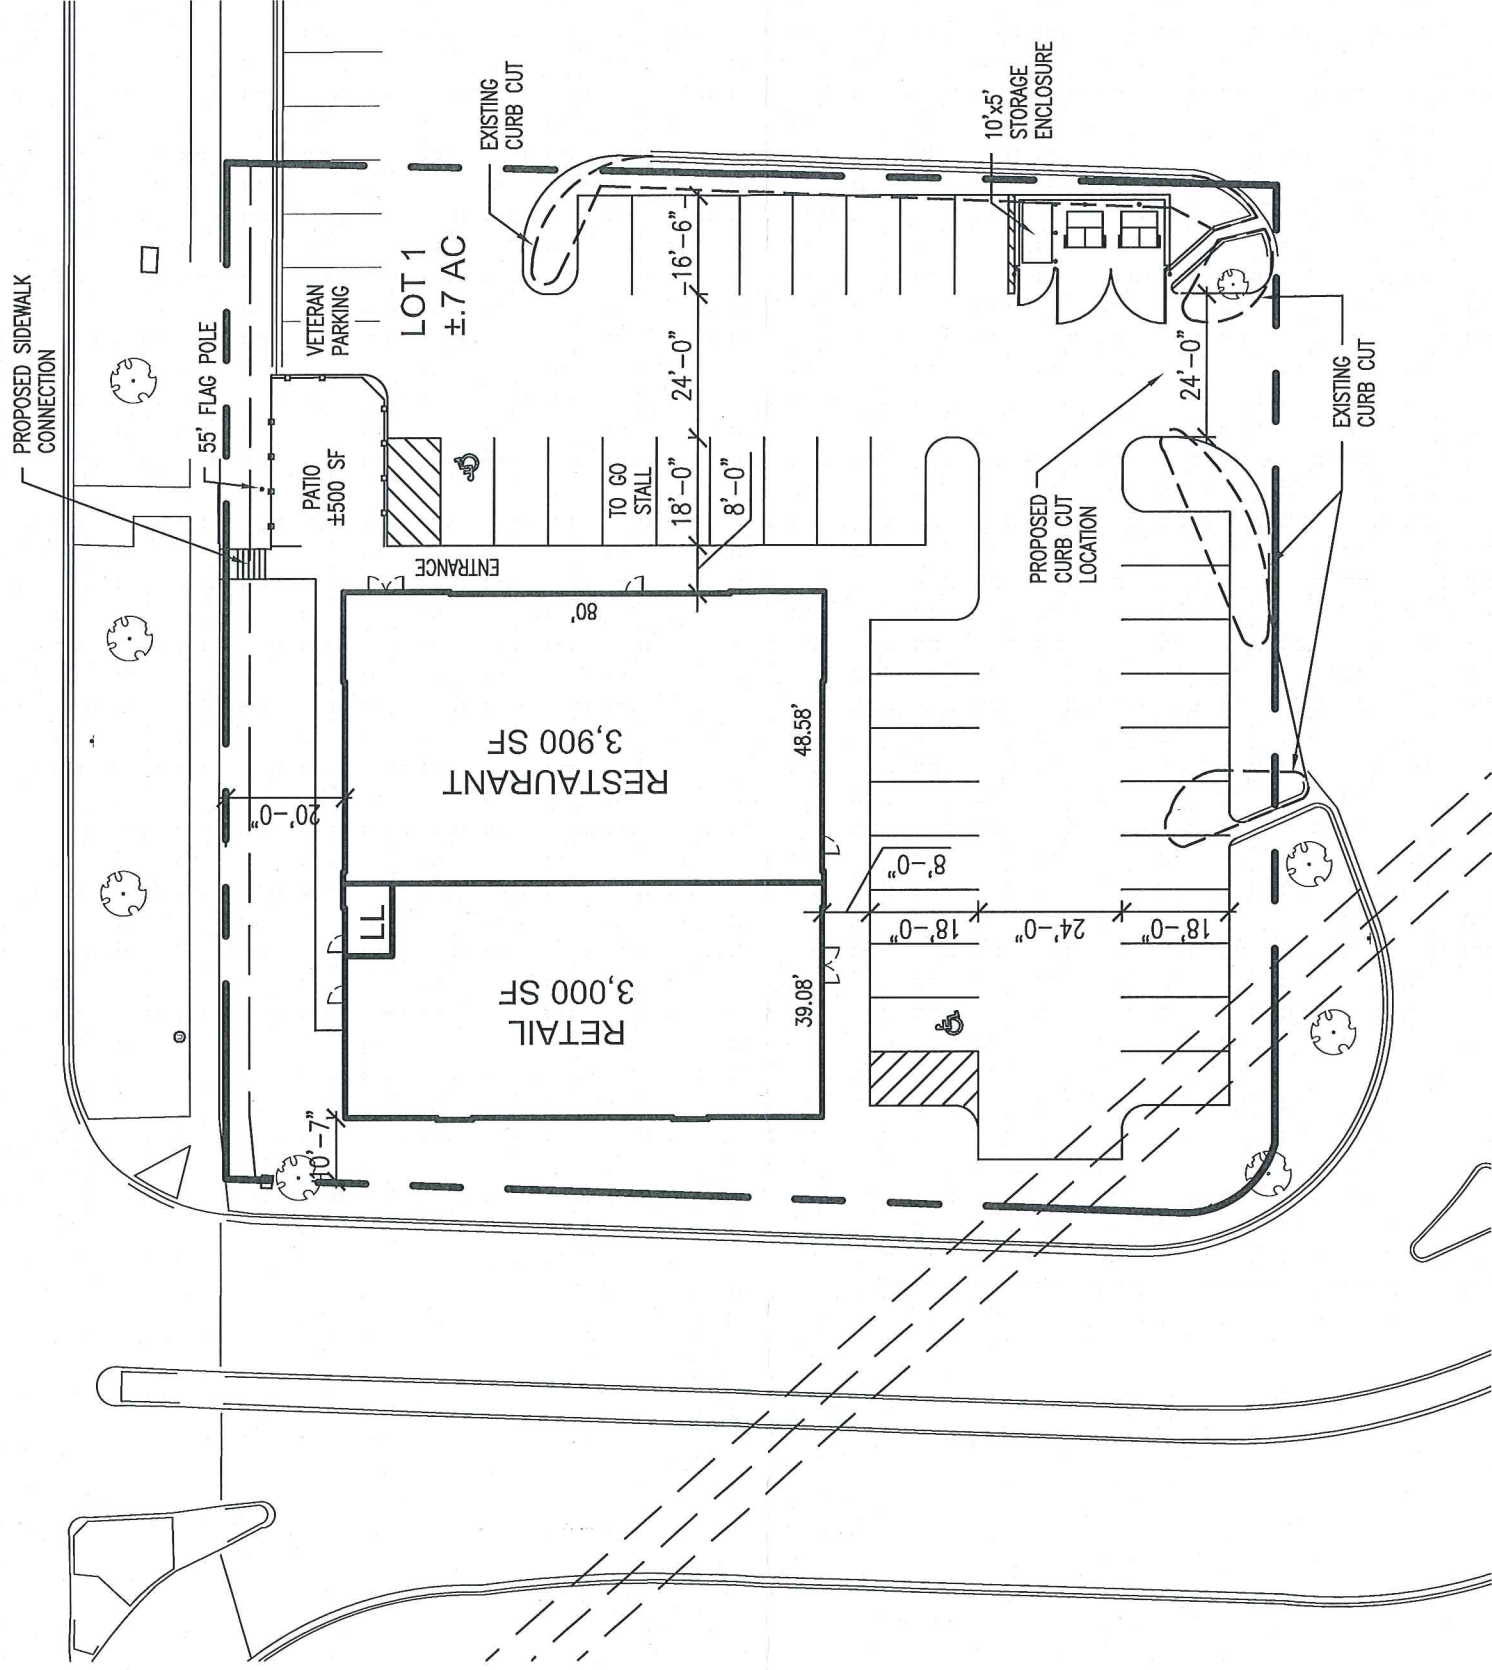 PROPOSED SIDEWALK
CONNECTION
55' FLAG POLE
VETERAN
PARKING
LOT 1
±.7 AC
EXISTING
CURB CUT
10'x5'
STORAGE
ENCLOSURE
PATIO
±500 SF
16'-6"
24'-0"
TO GO
STALL
18'-0"
8'-0"
24'-0"
EXISTING
CURB CUT
PROPOSED
CURB CUT
LOCATION
ENTRANCE
80'
RESTAURANT
3,900 SF
48.58'
20'-0"
LL
RETAIL
3,000 SF
39.08'
8'-0"
18'-0"
24'-0"
18'-0"
10'-7"